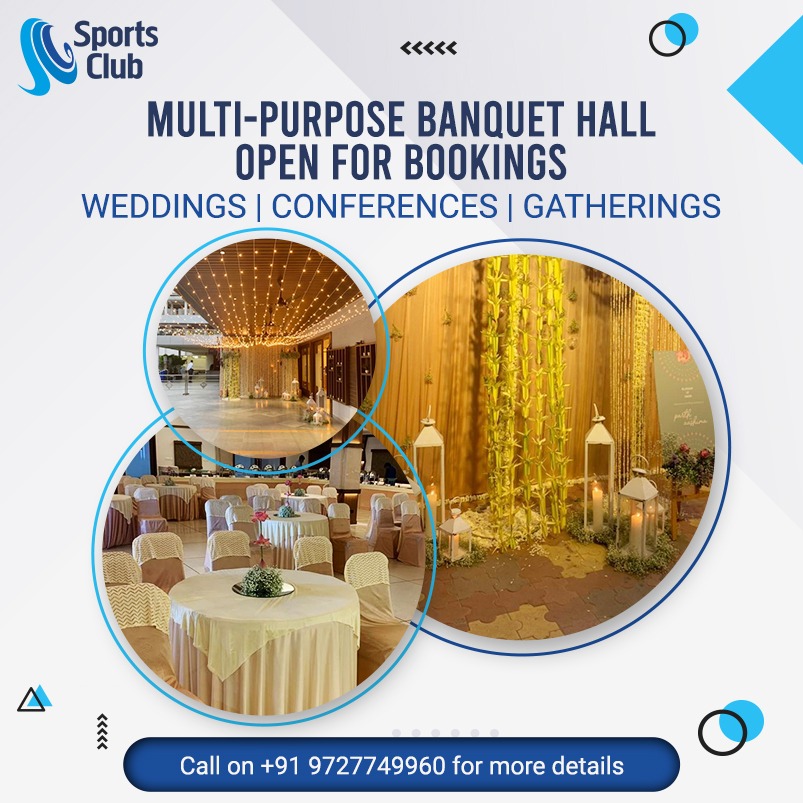 Sports
Club
MULTI-PURPOSE BANQUET HALL
OPEN FOR BOOKINGS
WEDDINGS | CONFERENCES | GATHERINGS
Call on +91 9727749960 for more details